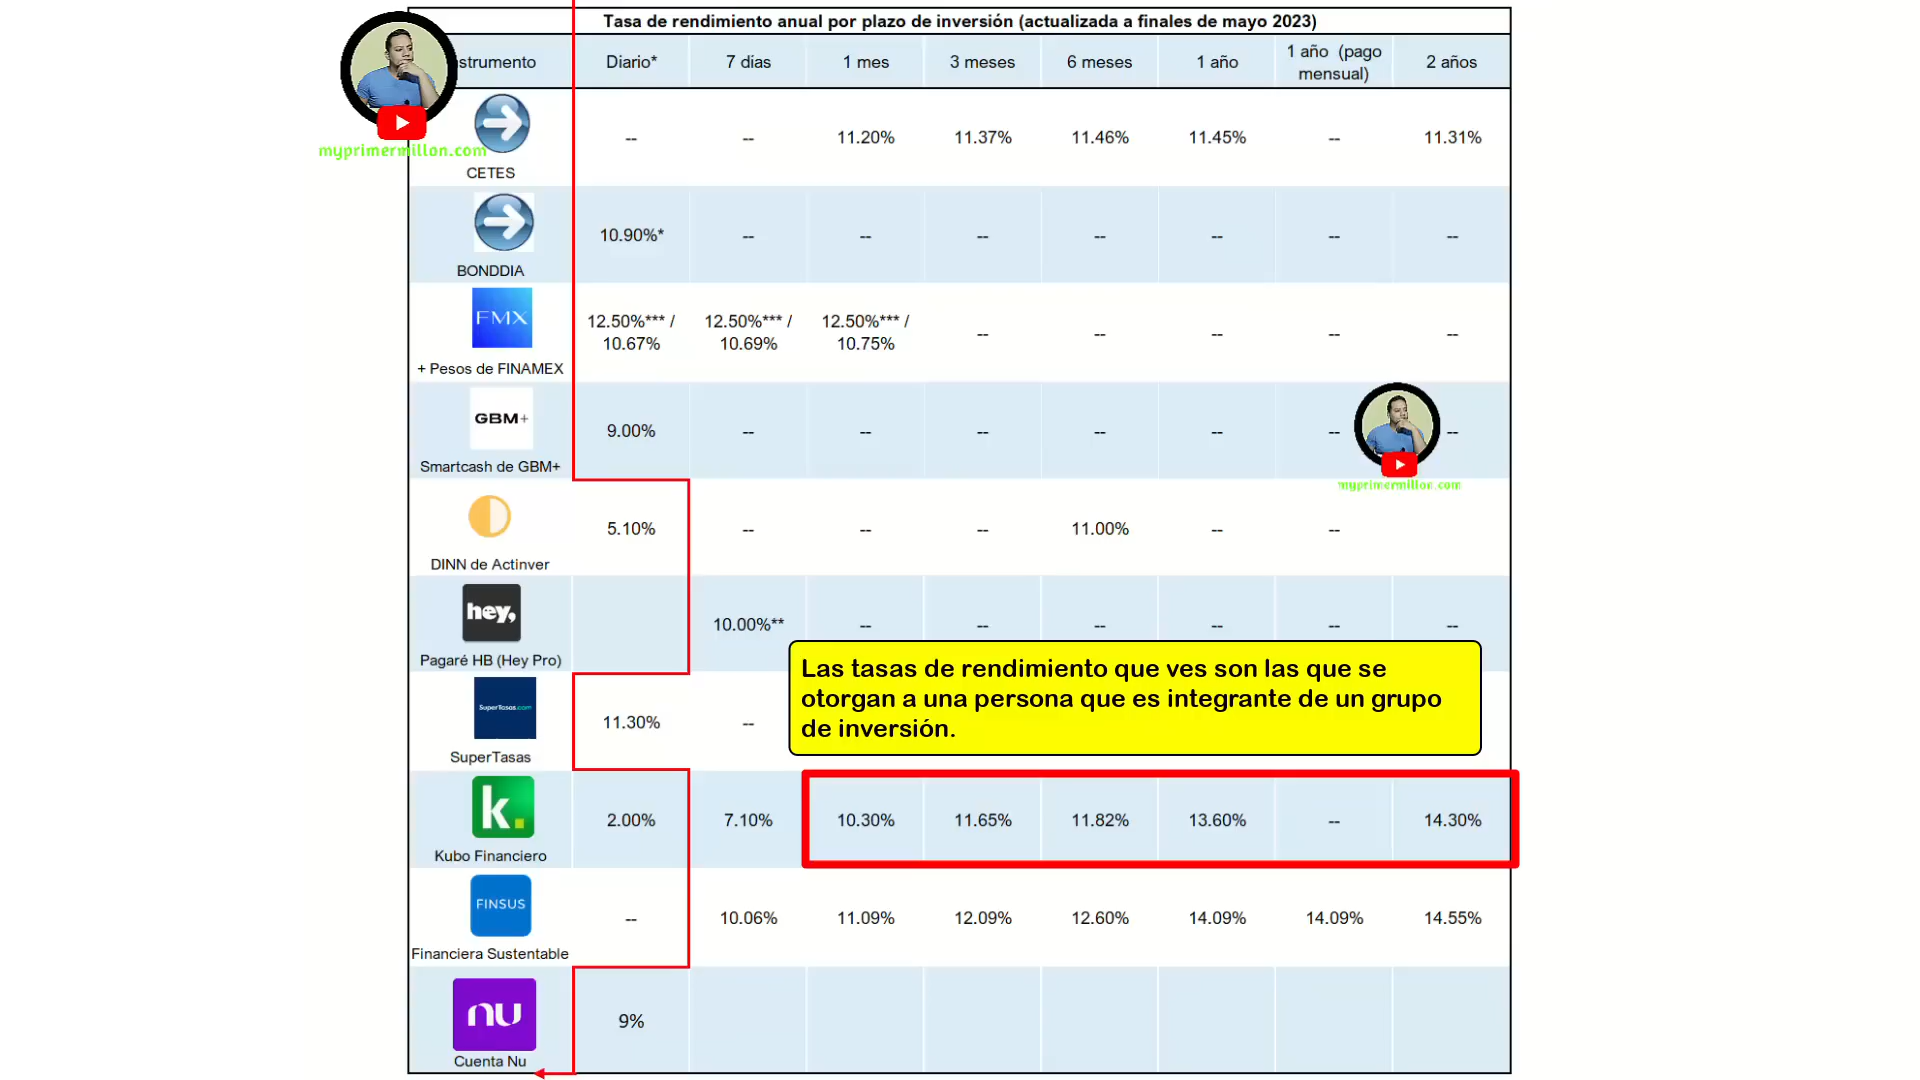 Tasa de rendimiento anual por plazo de inversión (actualizada a finales de mayo 2023)
strumento Diario* 7 días 1 mes 3 meses 6 meses 1 año 1 año (pago mensual) 2 años
myprimermillon.com
CETES -- -- 11.20% 11.37% 11.46% 11.45% -- 11.31%
BONDDIA 10.90%* -- -- -- -- -- -- --
FMX
+ Pesos de FINAMEX 12.50%*** / 10.67% 12.50%*** / 10.69% 12.50%*** / 10.75% -- -- -- -- --
GBM+
Smartcash de GBM+ 9.00% -- -- -- -- -- -- --
myprimermillon.com
DINN de Actinver 5.10% -- -- -- 11.00% -- --
hey,
Pagaré HB (Hey Pro) 10.00%** -- -- -- -- -- --
Las tasas de rendimiento que ves son las que se
otorgan a una persona que es integrante de un grupo
de inversión.
SuperTasas.com
SuperTasas 11.30% --
k.
Kubo Financiero 2.00% 7.10% 10.30% 11.65% 11.82% 13.60% -- 14.30%
FINSUS
Financiera Sustentable -- 10.06% 11.09% 12.09% 12.60% 14.09% 14.09% 14.55%
nu
Cuenta Nu 9%